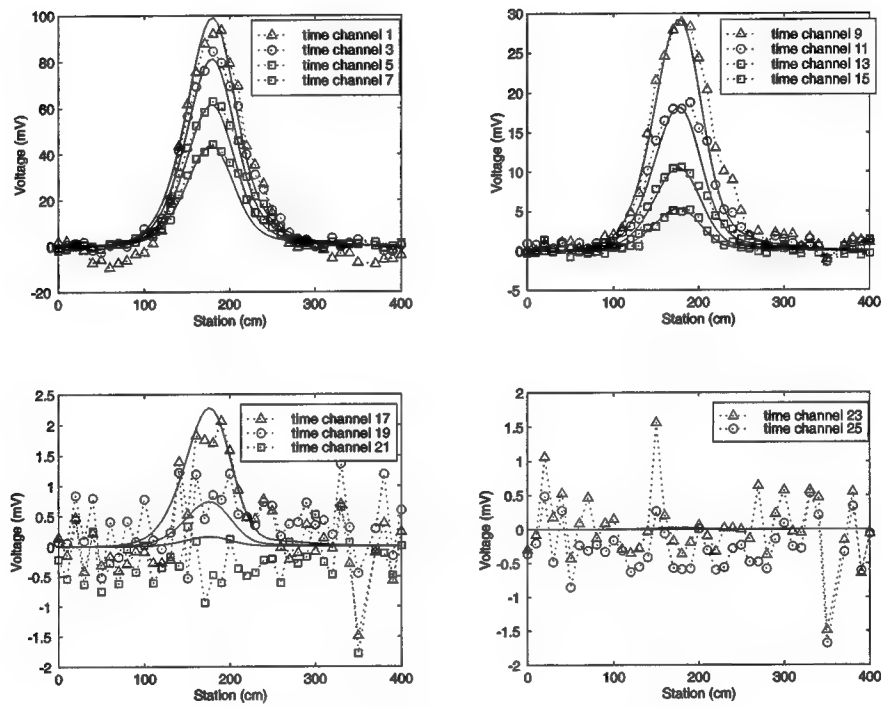 100
80
60
40
20
0
-20
Voltage (mV)
0
100
200
300
400
Station (cm)
time channel 1
time channel 3
time channel 5
time channel 7
30
25
20
15
10
5
0
-5
Voltage (mV)
0
100
200
300
400
Station (cm)
time channel 9
time channel 11
time channel 13
time channel 15
2.5
2
1.5
1
0.5
0
-0.5
-1
-1.5
-2
Voltage (mV)
0
100
200
300
400
Station (cm)
time channel 17
time channel 19
time channel 21
2.5
2
1.5
1
0.5
0
-0.5
-1
-1.5
-2
Voltage (mV)
0
100
200
300
400
Station (cm)
time channel 23
time channel 25